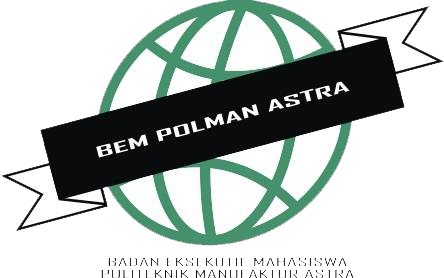 BEM POLMAN ASTRA
BADAN EKSEKUTIF MAHASISWA
POLITEKNIK MANUFAKTUR ASTRA